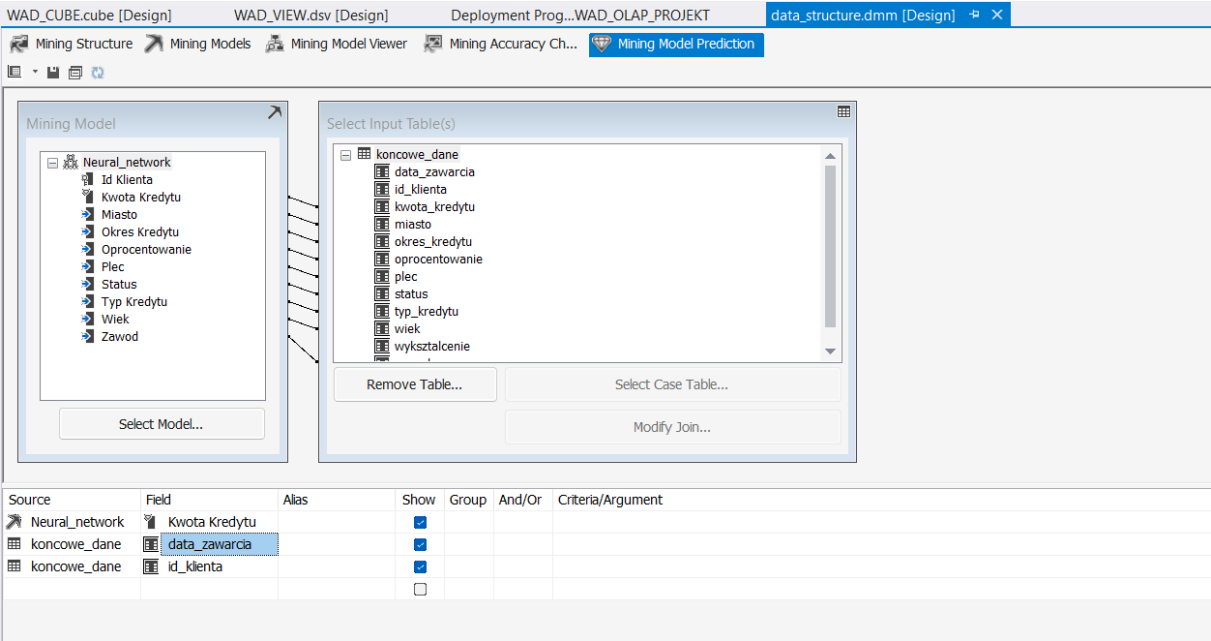 WAD_CUBE.cube [Design] WAD_VIEW.dsv [Design] Deployment Prog...WAD_OLAP_PROJEKT data_structure.dmm [Design]
Mining Structure Mining Models Mining Model Viewer Mining Accuracy Ch... Mining Model Prediction
Mining Model
Neural_network
Id Klienta
Kwota Kredytu
Miasto
Okres Kredytu
Oprocentowanie
Plec
Status
Typ Kredytu
Wiek
Zawod
Select Model...
Select Input Table(s)
koncowe_dane
data_zawarcia
id_klienta
kwota_kredytu
miasto
okres_kredytu
oprocentowanie
plec
status
typ_kredytu
wiek
wyksztalcenie
Remove Table... Select Case Table...
Modify Join...
Source Field Alias Show Group And/Or Criteria/Argument
Neural_network Kwota Kredytu
koncowe_dane data_zawarcia
koncowe_dane id_klienta